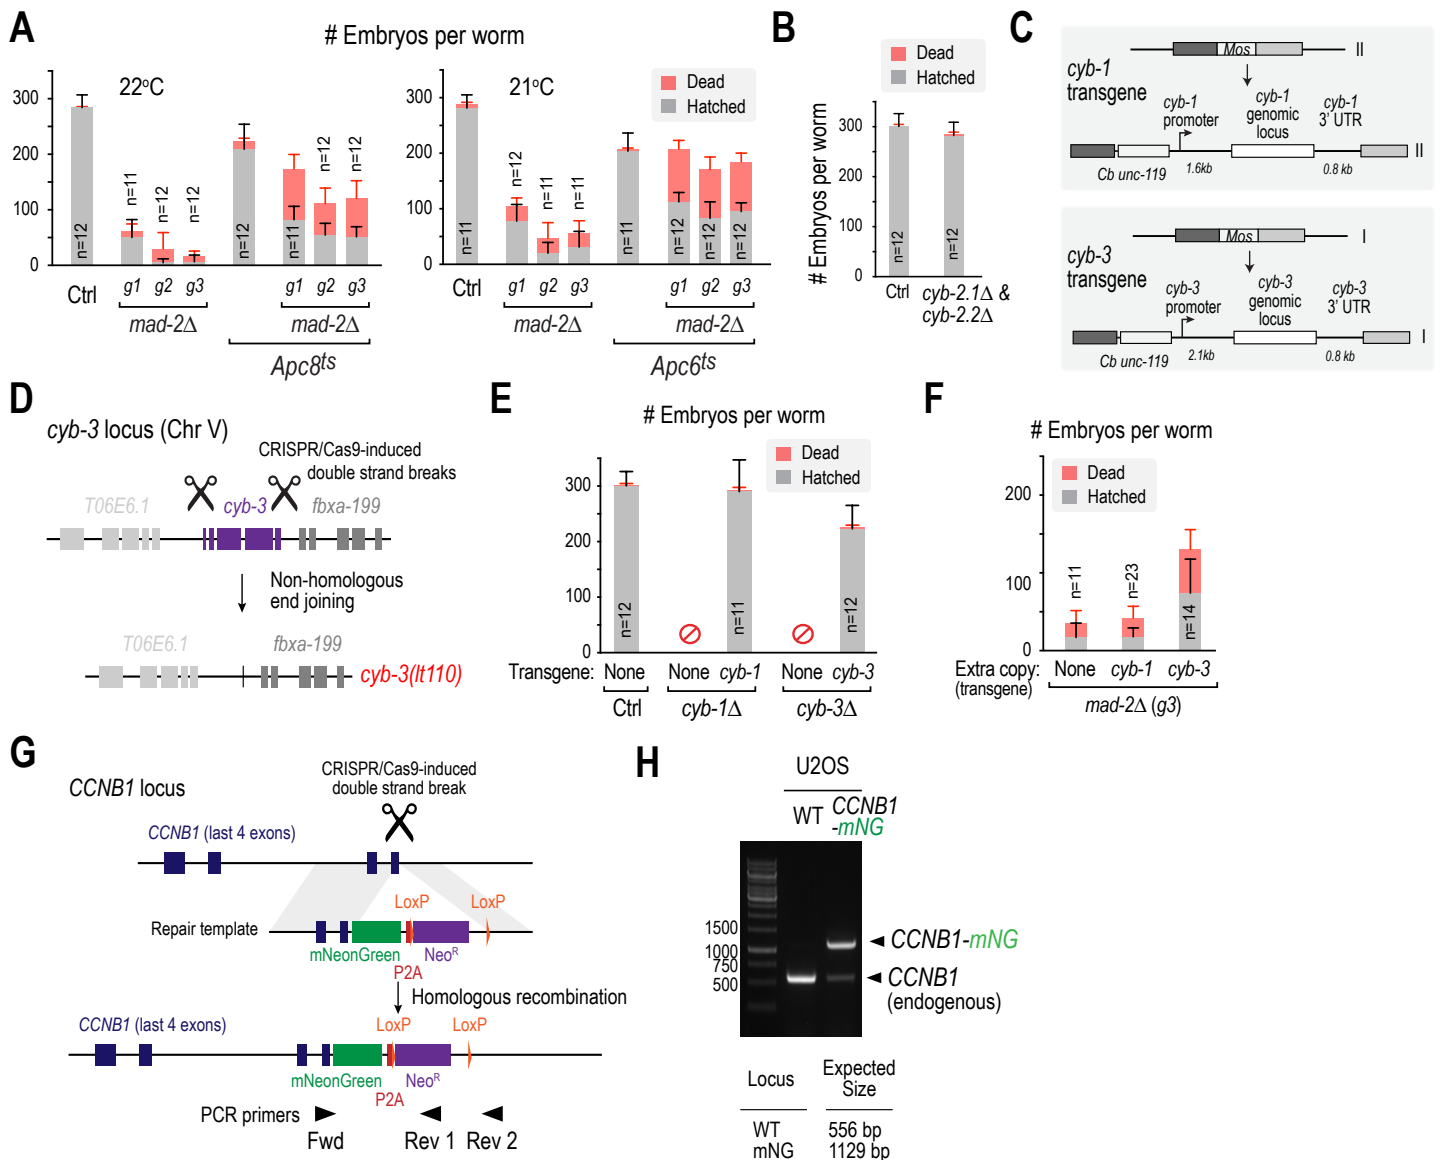 A
# Embryos per worm
22°C
300
200
100
0
n=12
n=11
n=12
n=12
n=12
n=11
n=12
n=12
Ctrl
g1 g2 g3
mad-2Δ
g1 g2 g3
mad-2Δ
Apc8ts
21°C
Dead
Hatched
300
200
100
0
n=11
n=12
n=11
n=11
n=11
n=12
n=12
n=12
Ctrl
g1 g2 g3
mad-2Δ
g1 g2 g3
mad-2Δ
Apc6ts
B
Dead
Hatched
# Embryos per worm
300
200
100
0
n=12
n=12
Ctrl
cyb-2.1Δ &
cyb-2.2Δ
C
cyb-1
transgene
Mos
II
cyb-1
promoter
cyb-1
genomic
locus
cyb-1
3' UTR
II
Cb unc-119
1.6kb
0.8 kb
cyb-3
transgene
Mos
I
cyb-3
promoter
cyb-3
genomic
locus
cyb-3
3' UTR
I
Cb unc-119
2.1kb
0.8 kb
D
cyb-3 locus (Chr V)
CRISPR/Cas9-induced
double strand breaks
T06E6.1
cyb-3
fbxa-199
Non-homologous
end joining
T06E6.1
fbxa-199
cyb-3(lt110)
E
# Embryos per worm
Dead
Hatched
300
200
100
0
n=12
n=11
n=12
Transgene: None None cyb-1 None cyb-3
Ctrl cyb-1Δ cyb-3Δ
F
# Embryos per worm
Dead
Hatched
200
100
0
n=11
n=23
n=14
Extra copy: None cyb-1 cyb-3
(transgene)
mad-2Δ (g3)
G
CCNB1 locus
CRISPR/Cas9-induced
double strand break
CCNB1 (last 4 exons)
LoxP LoxP
Repair template
mNeonGreen NeoR
P2A
Homologous recombination
CCNB1 (last 4 exons)
LoxP LoxP
mNeonGreen NeoR
P2A
PCR primers
Fwd Rev 1 Rev 2
H
U2OS
WT CCNB1
-mNG
1500
1000
750
500
CCNB1-mNG
CCNB1
(endogenous)
Locus Expected
Size
WT 556 bp
mNG 1129 bp